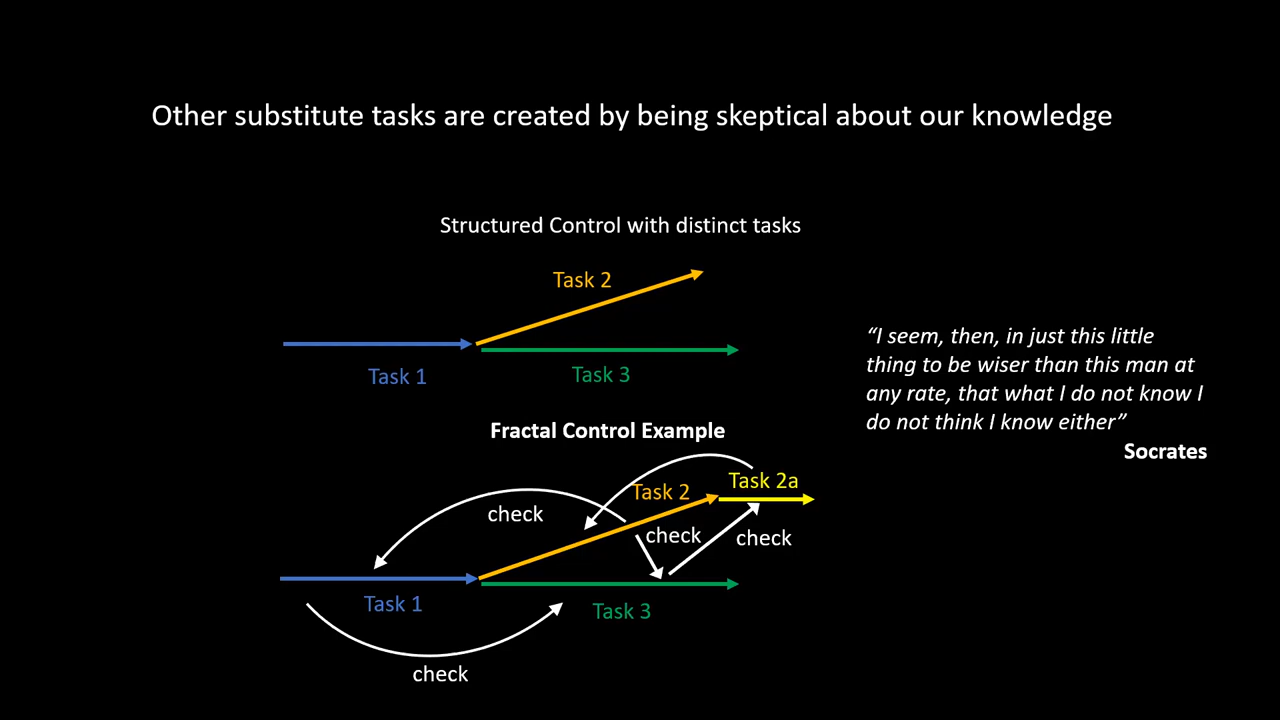 Other substitute tasks are created by being skeptical about our knowledge
Structured Control with distinct tasks
Task 2
Task 1
Task 3
“I seem, then, in just this little
thing to be wiser than this man at
any rate, that what I do not know I
do not think I know either”
Socrates
Fractal Control Example
Task 2a
Task 2
check
check
check
Task 1
Task 3
check